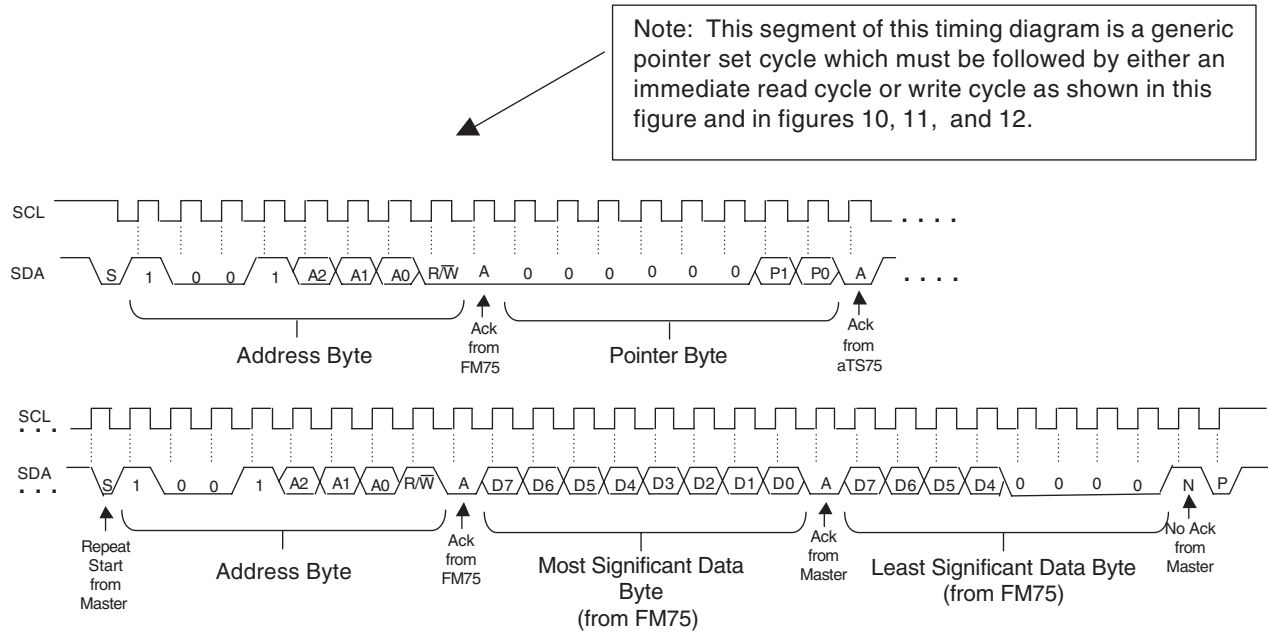 Note: This segment of this timing diagram is a generic
pointer set cycle which must be followed by either an
immediate read cycle or write cycle as shown in this
figure and in figures 10, 11, and 12.
SCL
. . . .
SDA S 1 0 0 1 A2 A1 A0 R/W̅ A 0 0 0 0 0 0 P1 P0 A . . . .
Address Byte
Ack
from
FM75
Pointer Byte
Ack
from
aTS75
SCL
. . .
SDA
. . .
S 1 0 0 1 A2 A1 A0 R/W̅ A D7 D6 D5 D4 D3 D2 D1 D0 A D7 D6 D5 D4 0 0 0 0 N P
Repeat
Start
from
Master
Address Byte
Ack
from
FM75
Most Significant Data
Byte
(from FM75)
Ack
from
Master
Least Significant Data Byte
(from FM75)
No Ack
from
Master